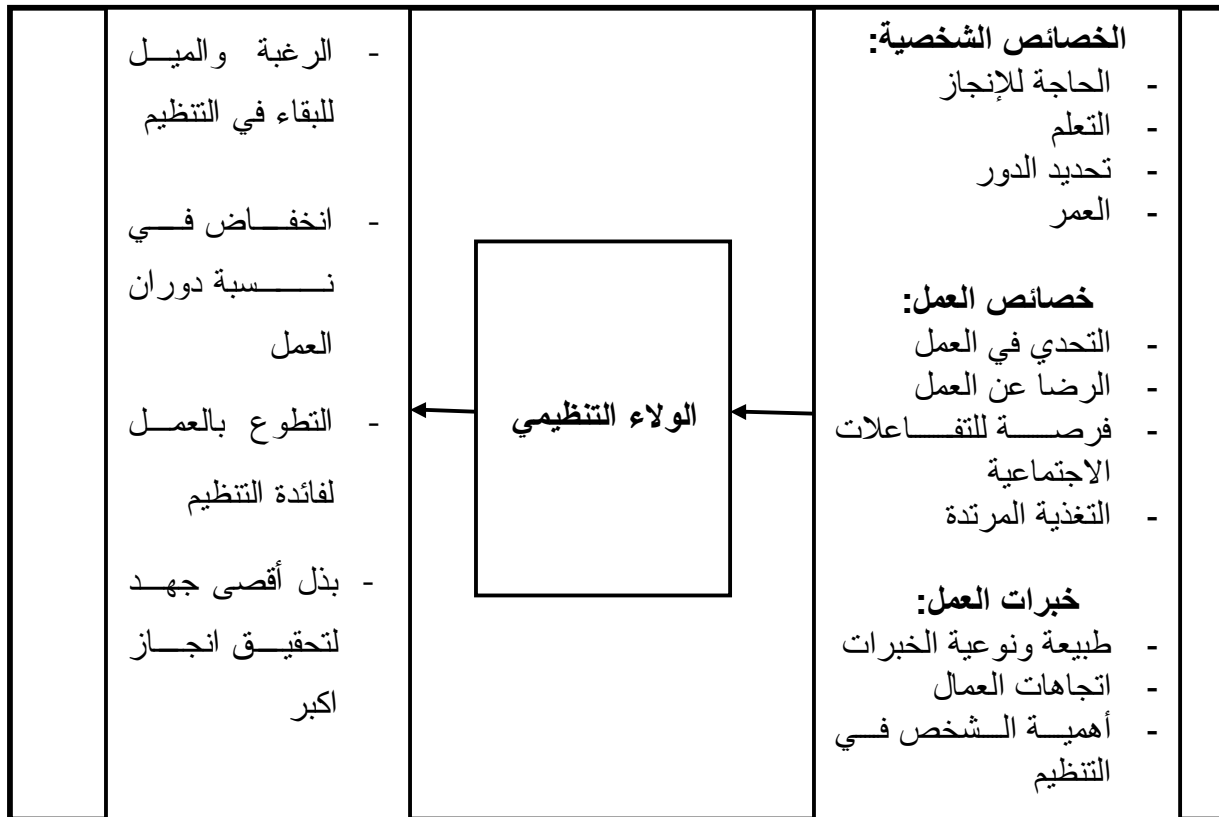 الخصائص الشخصية:
- الحاجة للإنجاز
- التعلم
- تحديد الدور
- العمر
خصائص العمل:
- التحدي في العمل
- الرضا عن العمل
- فرصة للتفاعلات
الاجتماعية
- التغذية المرتدة
خبرات العمل:
- طبيعة ونوعية الخبرات
- اتجاهات العمال
- أهمية الشخص في
التنظيم
الولاء التنظيمي
- الرغبة والميل
للبقاء في التنظيم
- انخفاض في
نسبة دوران
العمل
- التطوع بالعمل
لفائدة التنظيم
- بذل أقصى جهد
لتحقيق انجاز
اكبر